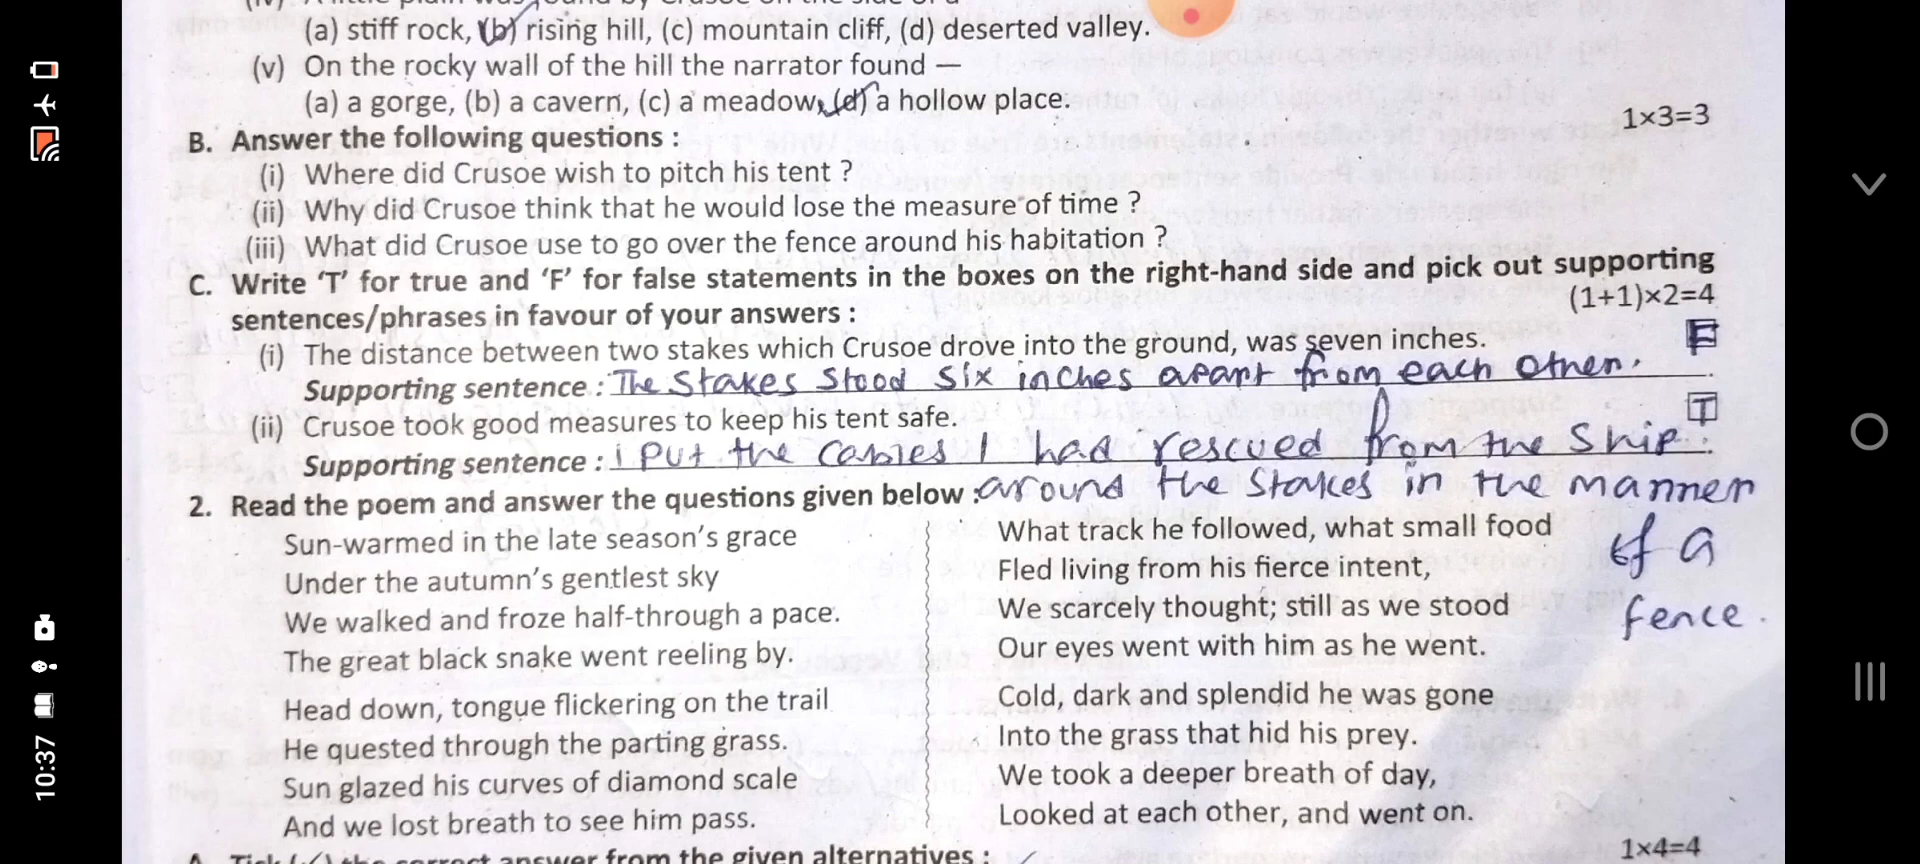 (a) stiff rock, (b) rising hill, (c) mountain cliff, (d) deserted valley.
(v) On the rocky wall of the hill the narrator found —
(a) a gorge, (b) a cavern, (c) a meadow, (d) a hollow place.
B. Answer the following questions : 1×3=3
(i) Where did Crusoe wish to pitch his tent ?
(ii) Why did Crusoe think that he would lose the measure of time ?
(iii) What did Crusoe use to go over the fence around his habitation ?
C. Write 'T' for true and 'F' for false statements in the boxes on the right-hand side and pick out supporting
sentences/phrases in favour of your answers : (1+1)×2=4
(i) The distance between two stakes which Crusoe drove into the ground, was seven inches. F
Supporting sentence : The Stakes Stood Six inches apart from each other.
(ii) Crusoe took good measures to keep his tent safe. T
Supporting sentence : i Put the Cables I had rescued from the Ship
around the Stakes in the manner
of a
fence.
2. Read the poem and answer the questions given below :
Sun-warmed in the late season's grace
Under the autumn's gentlest sky
We walked and froze half-through a pace.
The great black snake went reeling by.
Head down, tongue flickering on the trail
He quested through the parting grass.
Sun glazed his curves of diamond scale
And we lost breath to see him pass.
What track he followed, what small food
Fled living from his fierce intent,
We scarcely thought; still as we stood
Our eyes went with him as he went.
Cold, dark and splendid he was gone
Into the grass that hid his prey.
We took a deeper breath of day,
Looked at each other, and went on.
A. Tick (✓) the correct answer from the given alternatives : 1×4=4
10:37